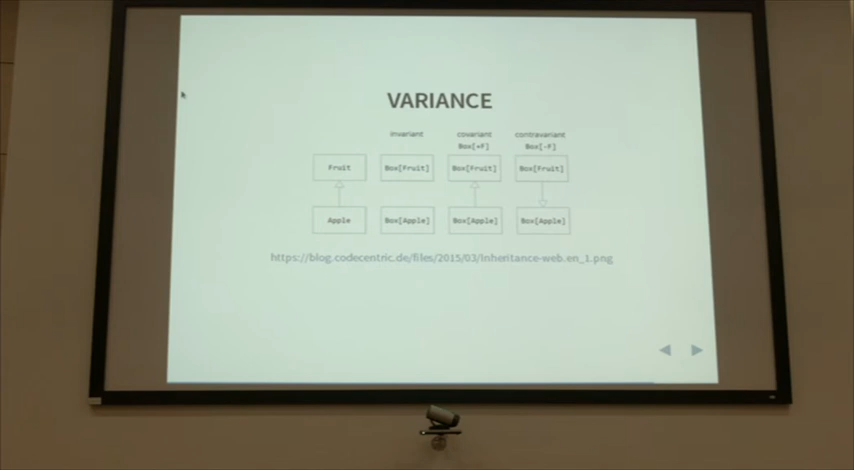 VARIANCE
invariant covariant contravariant
Box[+F] Box[-F]
Fruit Box[Fruit] Box[Fruit] Box[Fruit]
Apple Box[Apple] Box[Apple] Box[Apple]
https://blog.codecentric.de/files/2015/03/Inheritance-web.en_1.png